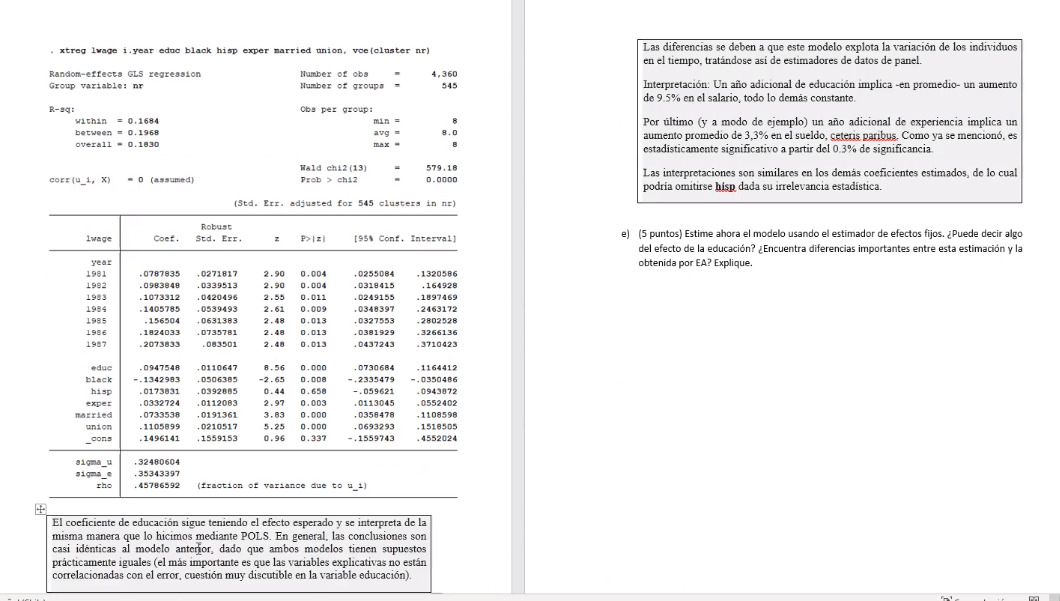 . xtreg lwage i.year educ black hisp exper married union, vce(cluster nr)
Random-effects GLS regression Number of obs = 4,360
Group variable: nr Number of groups = 545
R-sq: Obs per group:
within = 0.1684 min = 8
between = 0.1968 avg = 8.0
overall = 0.1830 max = 8
Wald chi2(13) = 579.18
corr(u_i, X) = 0 (assumed) Prob > chi2 = 0.0000
(Std. Err. adjusted for 545 clusters in nr)
Robust
lwage Coef. Std. Err. z P>|z| [95% Conf. Interval]
year
1981 .0787835 .0271817 2.90 0.004 .0255084 .1320586
1982 .0983848 .0339513 2.90 0.004 .0318415 .164928
1983 .1073312 .0420496 2.55 0.011 .0249155 .1897469
1984 .1405785 .0539493 2.61 0.009 .0348397 .2463172
1985 .156504 .0631383 2.48 0.013 .0327553 .2802528
1986 .1824033 .0735781 2.48 0.013 .0381929 .3266136
1987 .2073833 .083501 2.48 0.013 .0437243 .3710423
educ .0947548 .0110647 8.56 0.000 .0730684 .1164412
black -.1342983 .0506385 -2.65 0.008 -.2335479 -.0350486
hisp .0173831 .0392885 0.44 0.658 -.059621 .0943872
exper .0332724 .0112083 2.97 0.003 .0113045 .0552402
married .0733538 .0191361 3.83 0.000 .0358478 .1108598
union .1105899 .0210517 5.25 0.000 .0693293 .1518505
_cons .1496141 .1559153 0.96 0.337 -.1559743 .4552024
sigma_u .32480604
sigma_e .35343397
rho .45786592 (fraction of variance due to u_i)
El coeficiente de educación sigue teniendo el efecto esperado y se interpreta de la
misma manera que lo hicimos mediante POLS. En general, las conclusiones son
casi idénticas al modelo anterior, dado que ambos modelos tienen supuestos
prácticamente iguales (el más importante es que las variables explicativas no están
correlacionadas con el error, cuestión muy discutible en la variable educación).
Las diferencias se deben a que este modelo explota la variación de los individuos
en el tiempo, tratándose así de estimadores de datos de panel.
Interpretación: Un año adicional de educación implica -en promedio- un aumento
de 9.5% en el salario, todo lo demás constante.
Por último (y a modo de ejemplo) un año adicional de experiencia implica un
aumento promedio de 3,3% en el sueldo, ceteris paribus. Como ya se mencionó, es
estadísticamente significativo a partir del 0.3% de significancia.
Las interpretaciones son similares en los demás coeficientes estimados, de lo cual
podría omitirse hisp dada su irrelevancia estadística.
e) (5 puntos) Estime ahora el modelo usando el estimador de efectos fijos. ¿Puede decir algo
del efecto de la educación? ¿Encuentra diferencias importantes entre esta estimación y la
obtenida por EA? Explique.